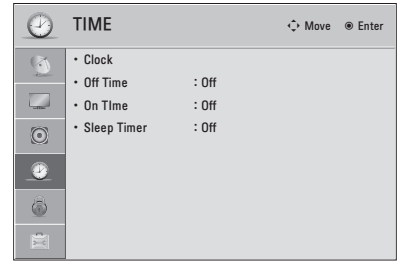 TIME
Move Enter
• Clock
• Off Time : Off
• On TIme : Off
• Sleep Timer : Off